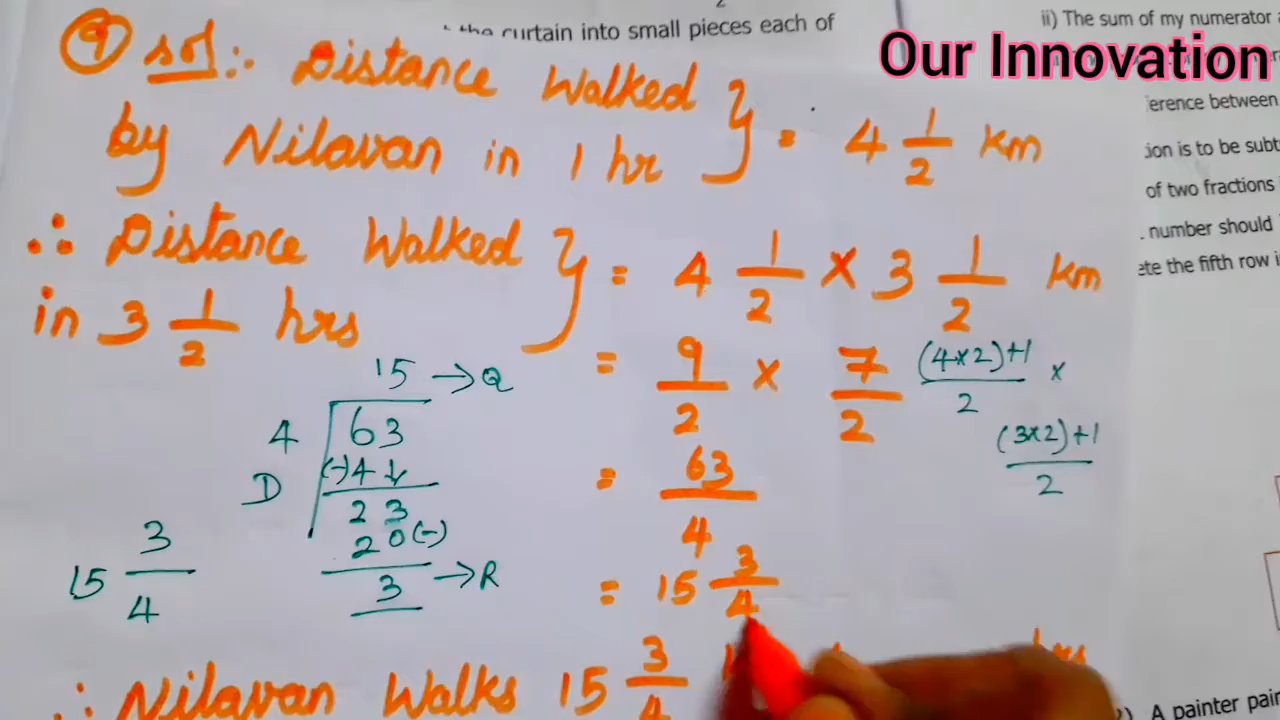 the curtain into small pieces each of
ii) The sum of my numerator
Our Innovation
erence between
ion is to be subt
of two fractions
number should
ete the fifth row i
9 Sol:. Distance Walked
by Nilavan in 1 hr } = 4 1/2 km
∴ Distance Walked
in 3 1/2 hrs } = 4 1/2 × 3 1/2 km
= 9/2 × 7/2
(4×2)+1/2 ×
(3×2)+1/2
15 → Q
4 63
D (-) 4 ↓
23
20 (-)
3 → R
15 3/4
= 63/4
= 15 3/4
∴ Nilavan Walks 15 3/4 hrs
A painter pain